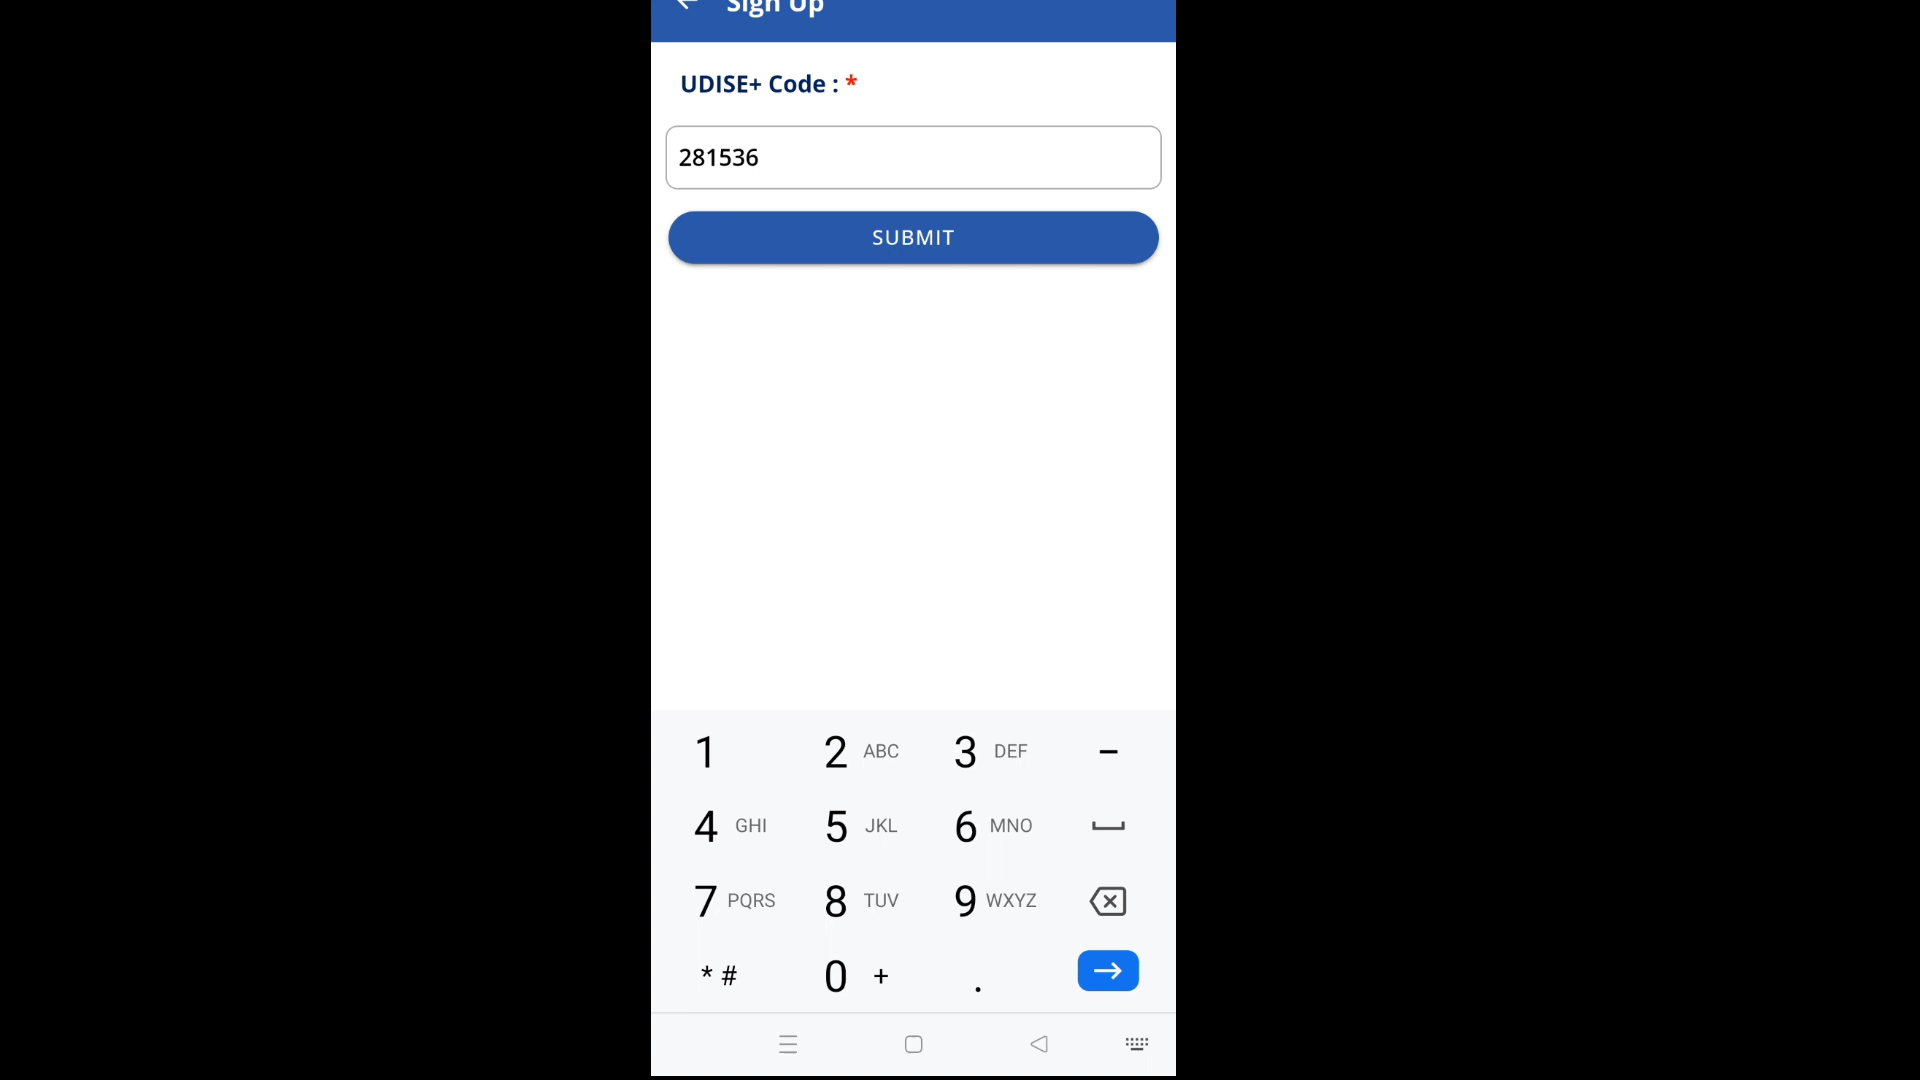 Sign Up
UDISE+ Code : *
281536
SUBMIT
1 2 ABC 3 DEF -
4 GHI 5 JKL 6 MNO
7 PQRS 8 TUV 9 WXYZ
* # 0 + .